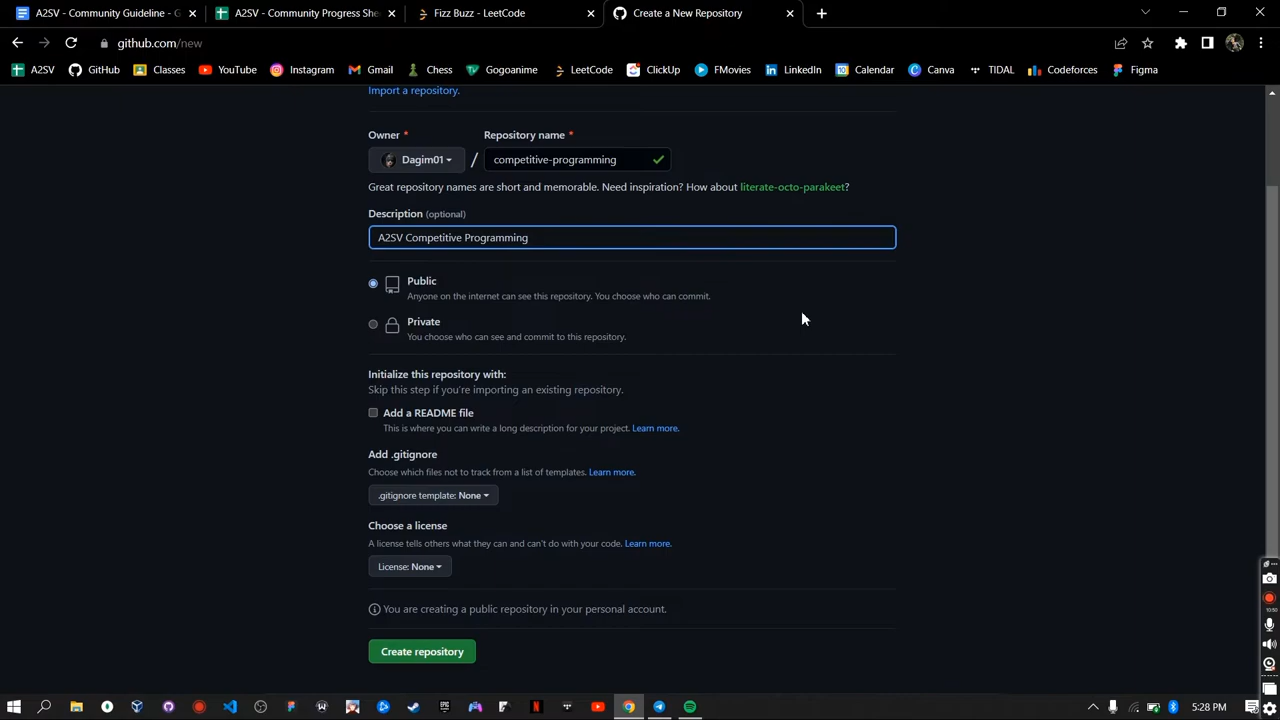 A2SV - Community Guideline - G
A2SV - Community Progress She
Fizz Buzz - LeetCode
Create a New Repository
github.com/new
A2SV GitHub Classes YouTube Instagram Gmail Chess Gogoanime LeetCode ClickUp FMovies LinkedIn Calendar Canva TIDAL Codeforces Figma
Import a repository.
Owner * Repository name *
Dagim01 / competitive-programming
Great repository names are short and memorable. Need inspiration? How about literate-octo-parakeet?
Description (optional)
A2SV Competitive Programming
Public
Anyone on the internet can see this repository. You choose who can commit.
Private
You choose who can see and commit to this repository.
Initialize this repository with:
Skip this step if you're importing an existing repository.
Add a README file
This is where you can write a long description for your project. Learn more.
Add .gitignore
Choose which files not to track from a list of templates. Learn more.
.gitignore template: None
Choose a license
A license tells others what they can and can't do with your code. Learn more.
License: None
You are creating a public repository in your personal account.
Create repository
10:50
5:28 PM